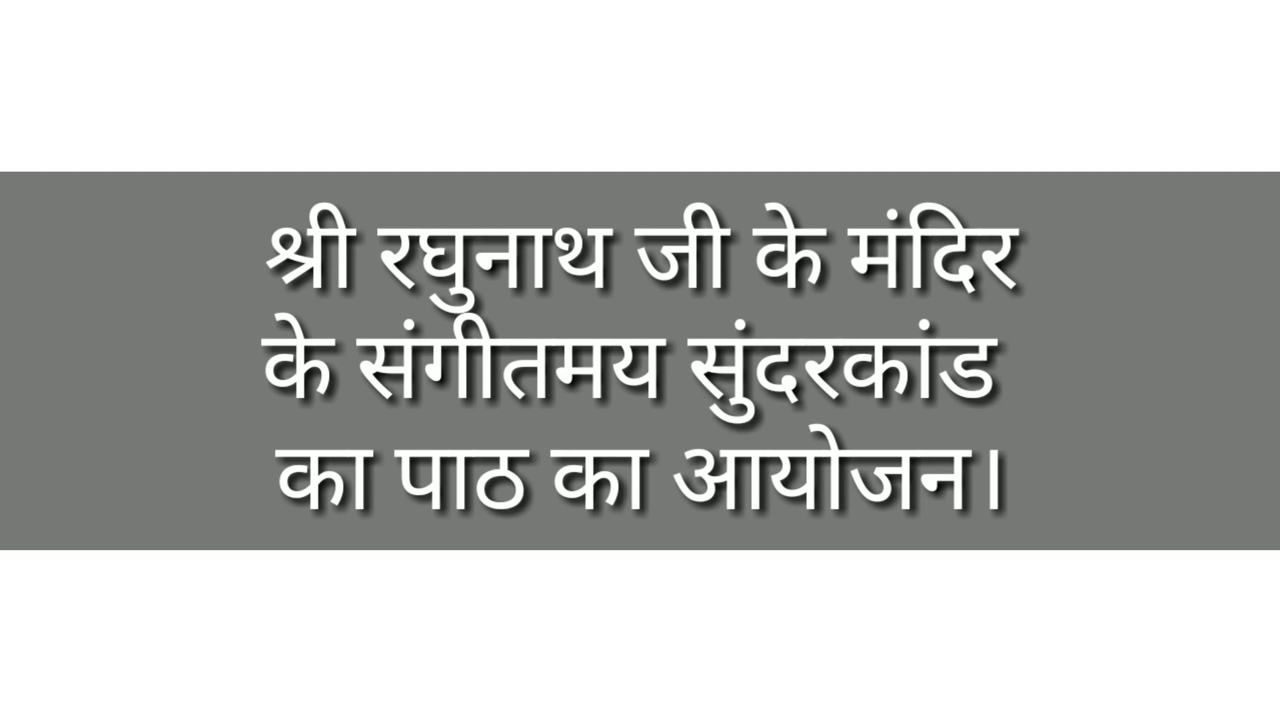 श्री रघुनाथ जी के मंदिर
के संगीतमय सुंदरकांड
का पाठ का आयोजन।